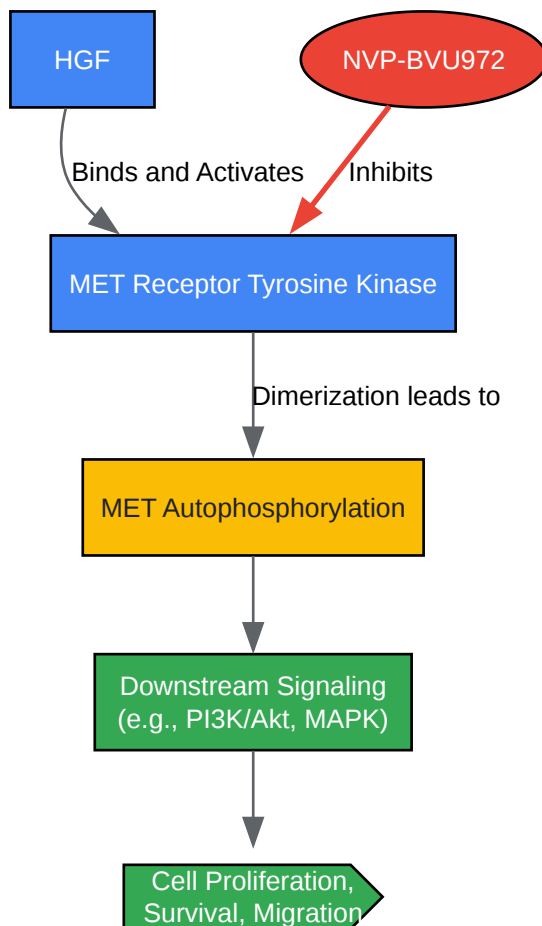 HGF
NVP-BVU972
Binds and Activates
Inhibits
MET Receptor Tyrosine Kinase
Dimerization leads to
MET Autophosphorylation
Downstream Signaling
(e.g., PI3K/Akt, MAPK)
Cell Proliferation,
Survival, Migration